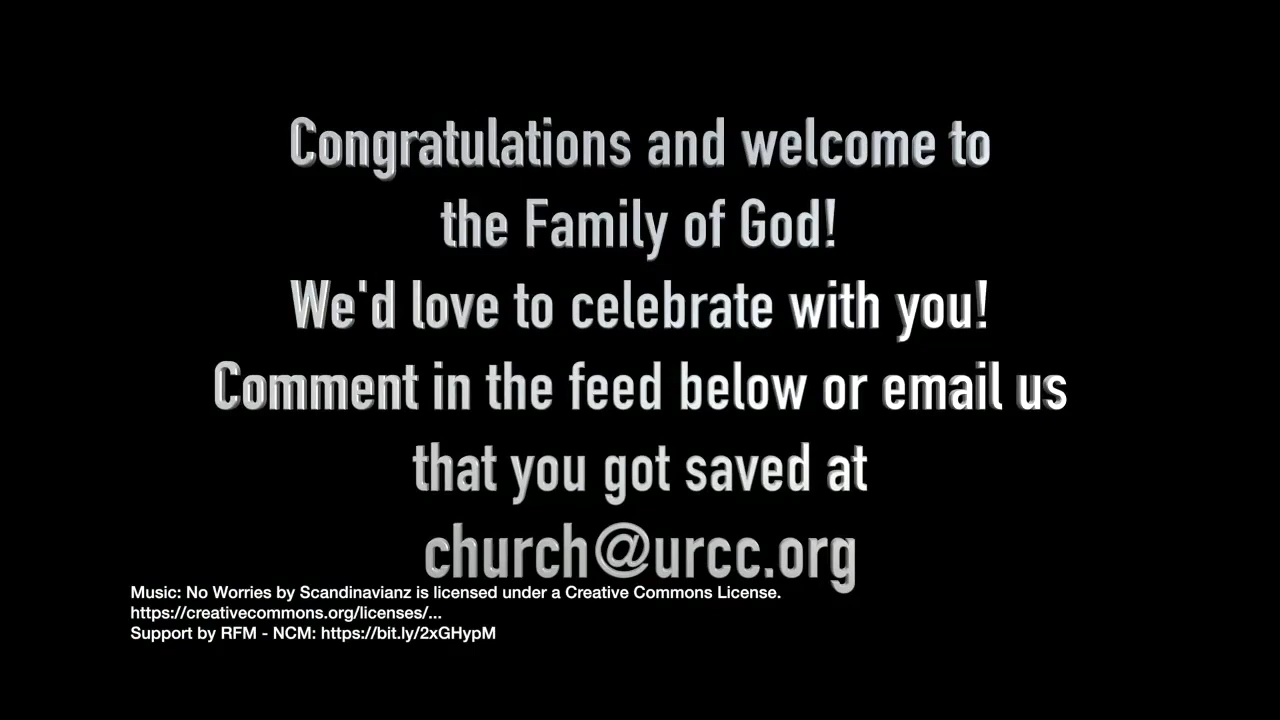 Congratulations and welcome to
the Family of God!
We'd love to celebrate with you!
Comment in the feed below or email us
that you got saved at
church@urcc.org
Music: No Worries by Scandinavianz is licensed under a Creative Commons License.
https://creativecommons.org/licenses/...
Support by RFM - NCM: https://bit.ly/2xGHypM